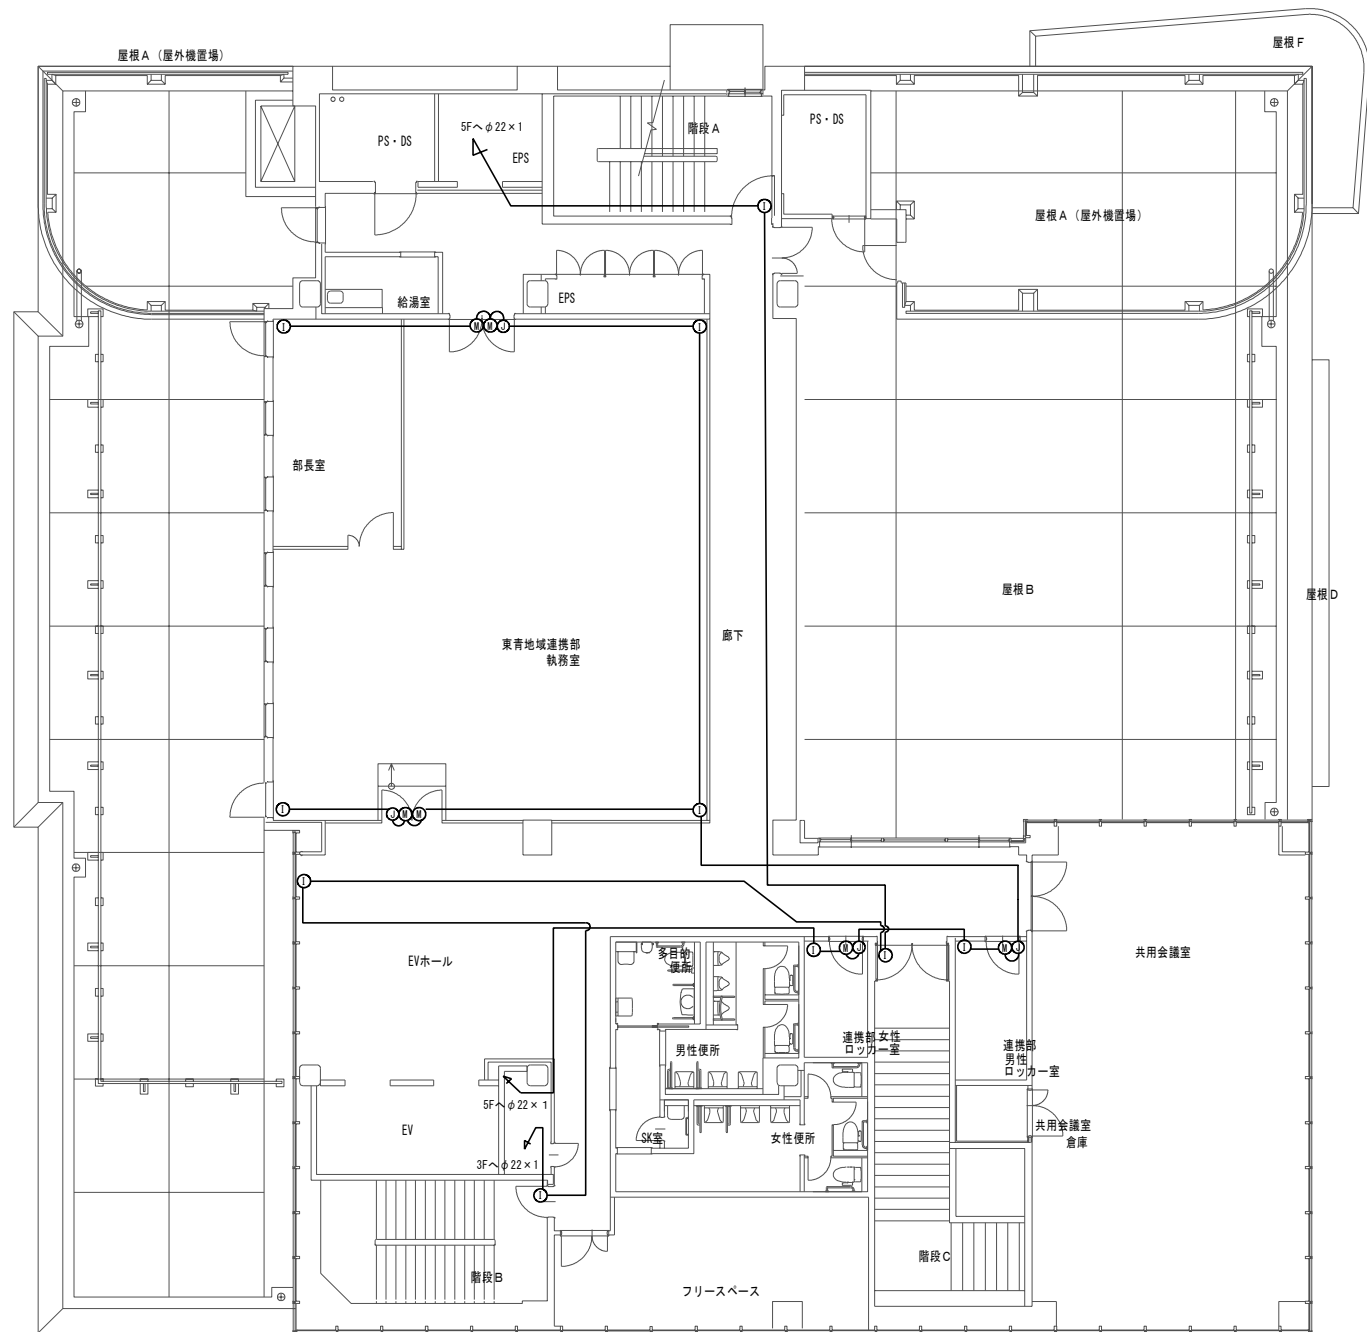 屋根F
屋根A（屋外機置場）
5Fへφ22×1
階段A
PS・DS
PS・DS
EPS
I
屋根A（屋外機置場）
EPS
給湯室
I
M
M
J
I
部長室
屋根B
屋根D
東青地域連携部
執務室
廊下
I
J
M
M
I
I
I
M
J
I
I
M
J
EVホール
多目的
便所
共用会議室
連携部女性
ロッカー室
男性便所
連携部
男性
ロッカー室
5Fへφ22×1
EV
SK室
女性便所
共用会議室
倉庫
3Fへφ22×1
I
階段B
階段C
フリースペース